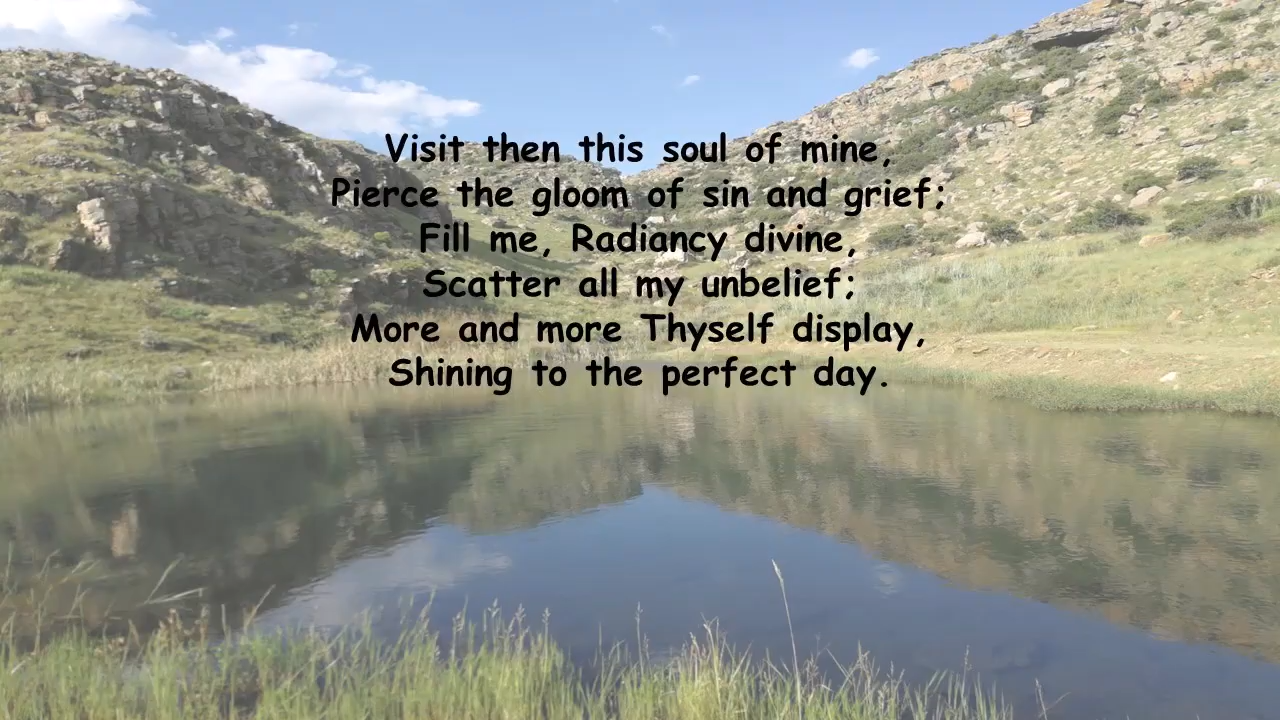 Visit then this soul of mine,
Pierce the gloom of sin and grief;
Fill me, Radiancy divine,
Scatter all my unbelief;
More and more Thyself display,
Shining to the perfect day.